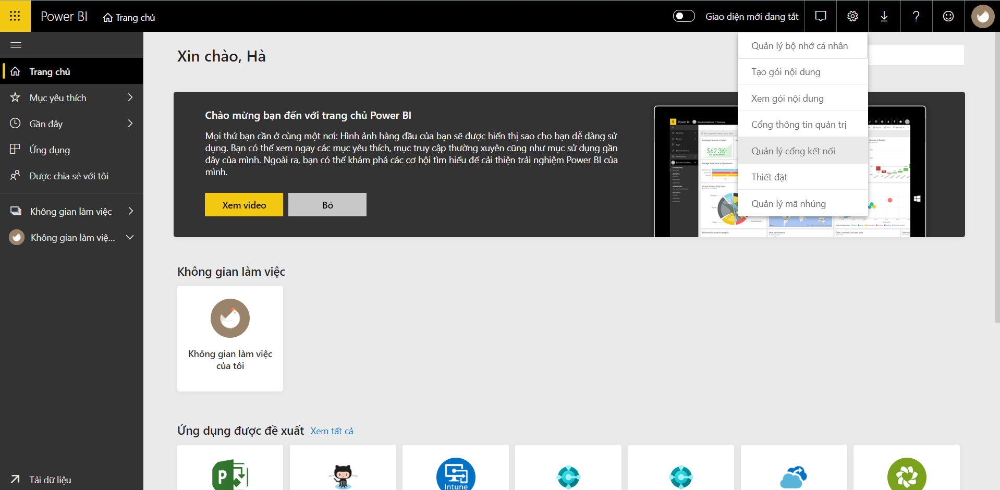 Power BI
Trang chủ
Giao diện mới đang tắt
Trang chủ
Mục yêu thích
Gần đây
Ứng dụng
Được chia sẻ với tôi
Không gian làm việc
Không gian làm việ...
Tải dữ liệu
Xin chào, Hà
Quản lý bộ nhớ cá nhân
Tạo gói nội dung
Xem gói nội dung
Cổng thông tin quản trị
Quản lý cổng kết nối
Thiết đặt
Quản lý mã nhúng
Chào mừng bạn đến với trang chủ Power BI
Mọi thứ bạn cần ở cùng một nơi: Hình ảnh hàng đầu của bạn sẽ được hiển thị sao cho bạn dễ dàng sử
dụng. Bạn có thể xem ngay các mục yêu thích, mục truy cập thường xuyên cũng như mục sử dụng gần
đây của mình. Ngoài ra, bạn có thể khám phá các cơ hội tìm hiểu để cải thiện trải nghiệm Power BI của
mình.
Xem video
Bỏ
Power BI
$62.3K
Không gian làm việc
Không gian làm việc
của tôi
Ứng dụng được đề xuất
Xem tất cả
P
Intune